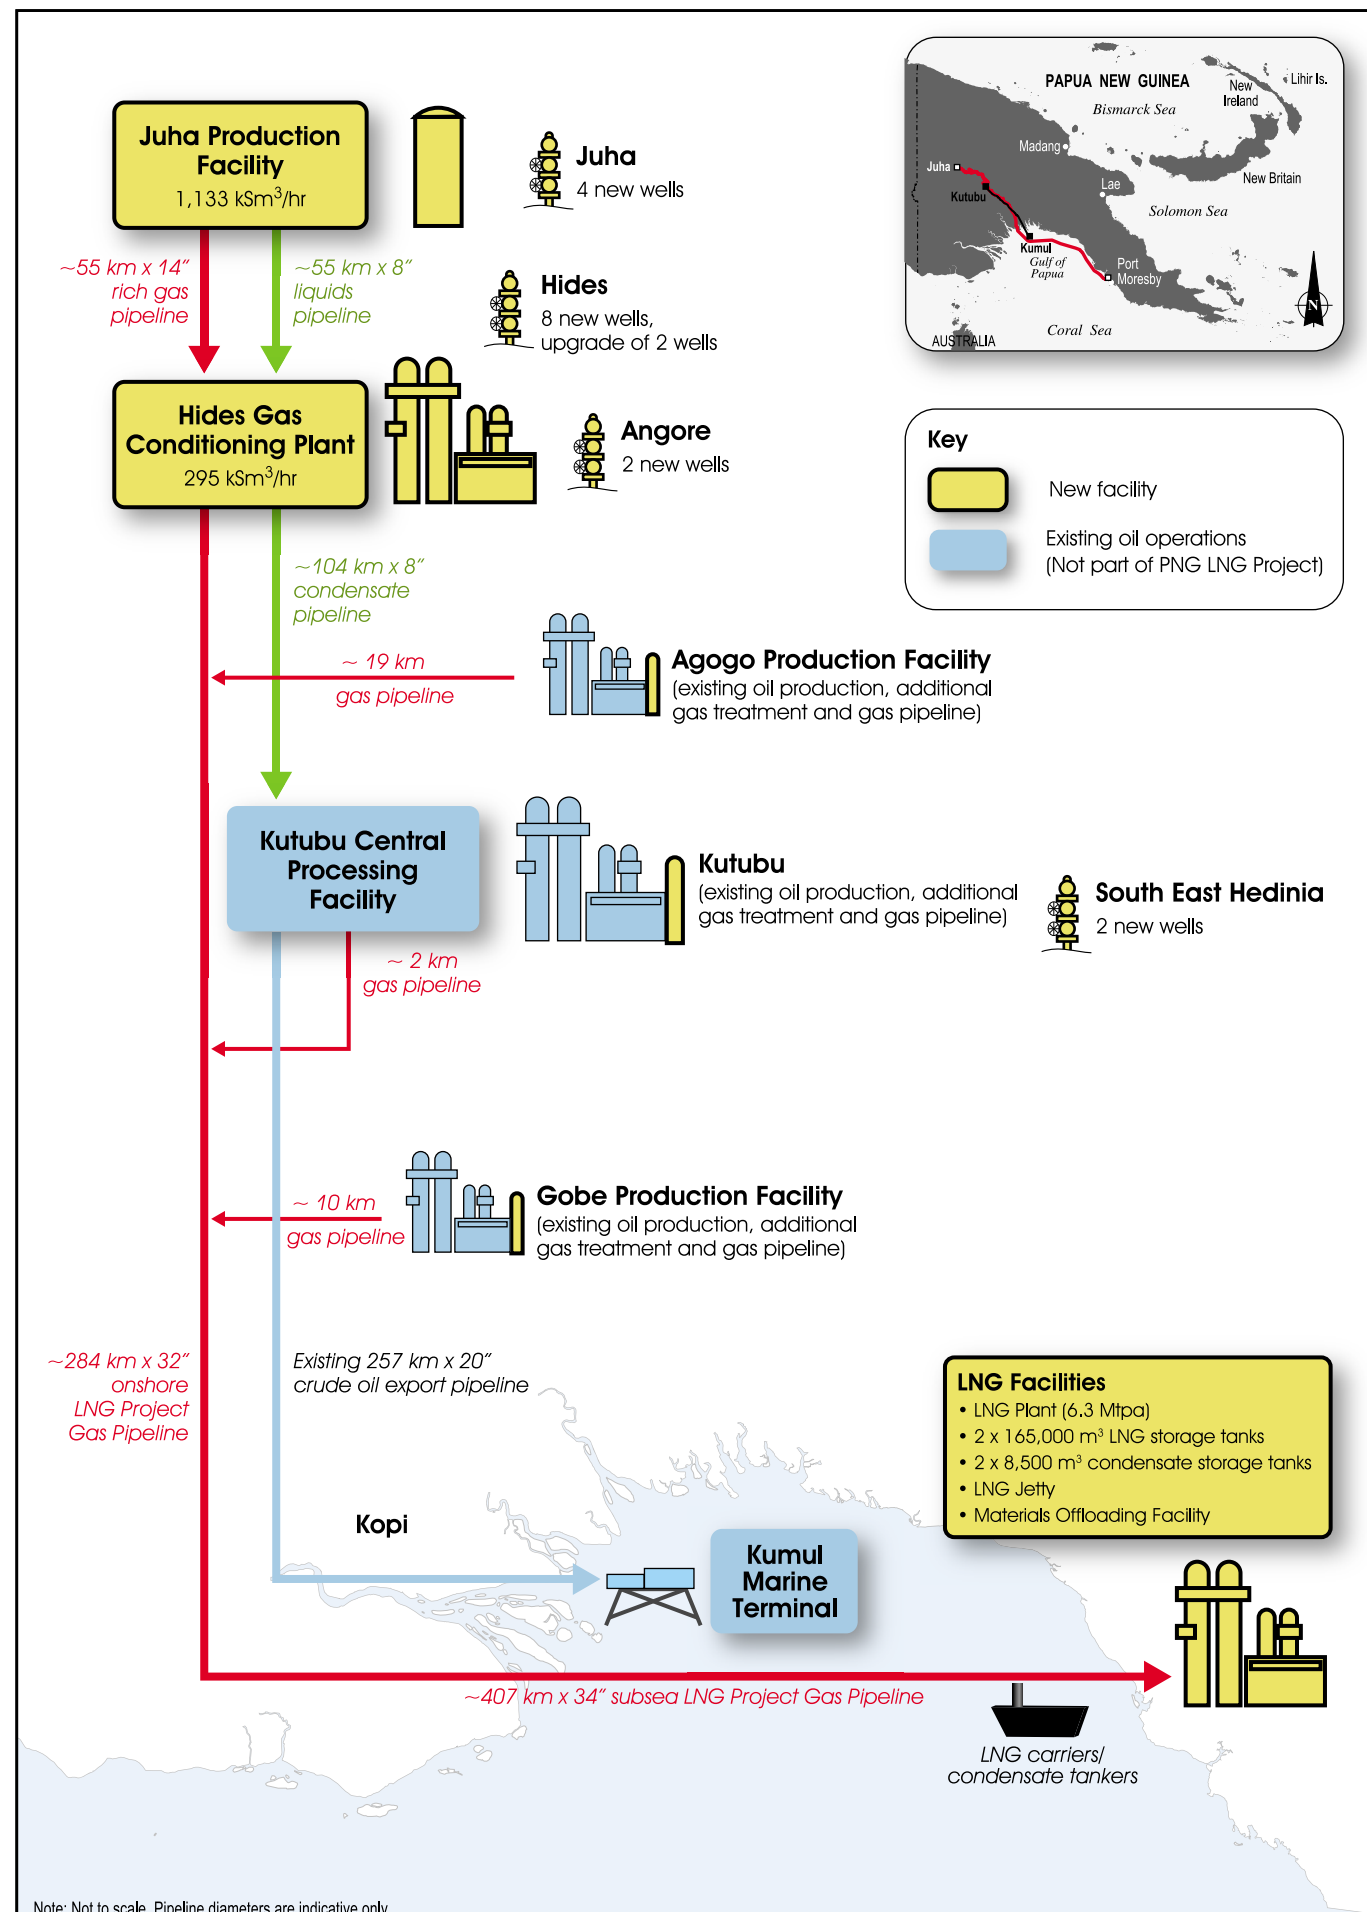 Juha Production
Facility
1,133 kSm³/hr
Juha
4 new wells
~55 km x 14″
rich gas
pipeline
~55 km x 8″
liquids
pipeline
Hides
8 new wells,
upgrade of 2 wells
Hides Gas
Conditioning Plant
295 kSm³/hr
Angore
2 new wells
PAPUA NEW GUINEA
Bismarck Sea
New
Ireland
Lihir Is.
Madang
New Britain
Juha
Lae
Kutubu
Solomon Sea
Kumul
Gulf of
Papua
Port
Moresby
Coral Sea
AUSTRALIA
N
Key
New facility
Existing oil operations
(Not part of PNG LNG Project)
~104 km x 8″
condensate
pipeline
~ 19 km
gas pipeline
Agogo Production Facility
(existing oil production, additional
gas treatment and gas pipeline)
Kutubu Central
Processing
Facility
Kutubu
(existing oil production, additional
gas treatment and gas pipeline)
South East Hedinia
2 new wells
~ 2 km
gas pipeline
~ 10 km
gas pipeline
Gobe Production Facility
(existing oil production, additional
gas treatment and gas pipeline)
~284 km x 32″
onshore
LNG Project
Gas Pipeline
Existing 257 km x 20″
crude oil export pipeline
LNG Facilities
• LNG Plant (6.3 Mtpa)
• 2 x 165,000 m³ LNG storage tanks
• 2 x 8,500 m³ condensate storage tanks
• LNG Jetty
• Materials Offloading Facility
Kopi
Kumul
Marine
Terminal
~407 km x 34″ subsea LNG Project Gas Pipeline
LNG carriers/
condensate tankers
Note: Not to scale. Pipeline diameters are indicative only.